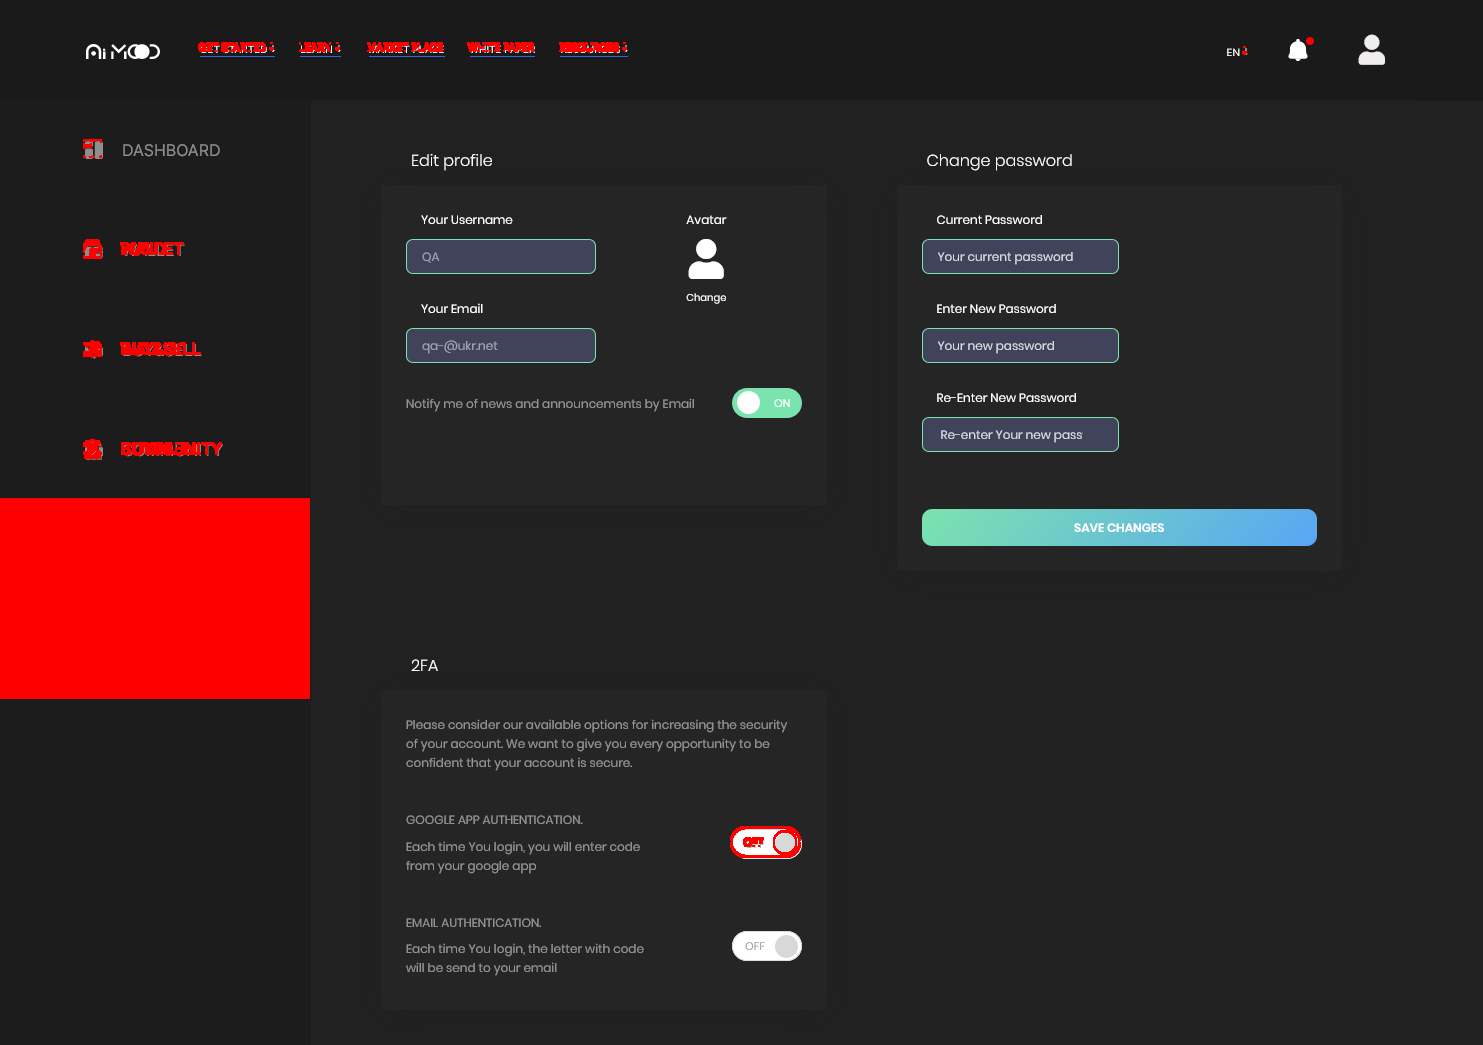 Ai MOOD
GET STARTED
LEARN
MARKET PLACE
WHITE PAPER
RESOURCES
EN
DASHBOARD
Edit profile
Your Username
QA
Avatar
Change
Your Email
qa-@ukr.net
Notify me of news and announcements by Email
ON
Change password
Current Password
Your current password
Enter New Password
Your new password
Re-Enter New Password
Re-enter Your new pass
SAVE CHANGES
2FA
Please consider our available options for increasing the security
of your account. We want to give you every opportunity to be
confident that your account is secure.
GOOGLE APP AUTHENTICATION.
Each time You login, you will enter code
from your google app
EMAIL AUTHENTICATION.
Each time You login, the letter with code
will be send to your email
OFF